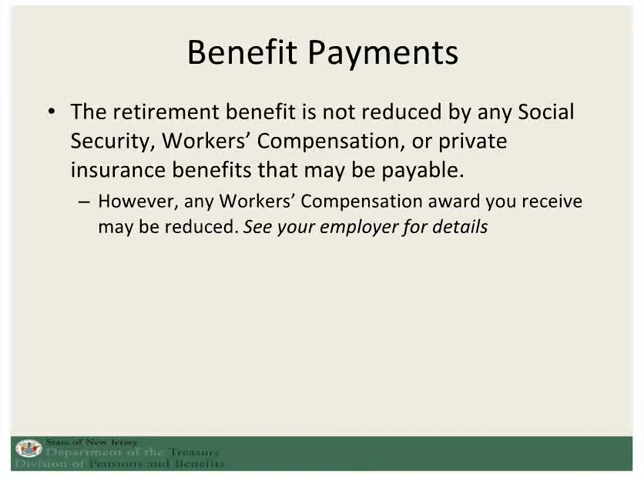 Benefit Payments
• The retirement benefit is not reduced by any Social
Security, Workers’ Compensation, or private
insurance benefits that may be payable.
– However, any Workers’ Compensation award you receive
may be reduced. See your employer for details
State of New Jersey
Department of the Treasury
Division of Pensions and Benefits